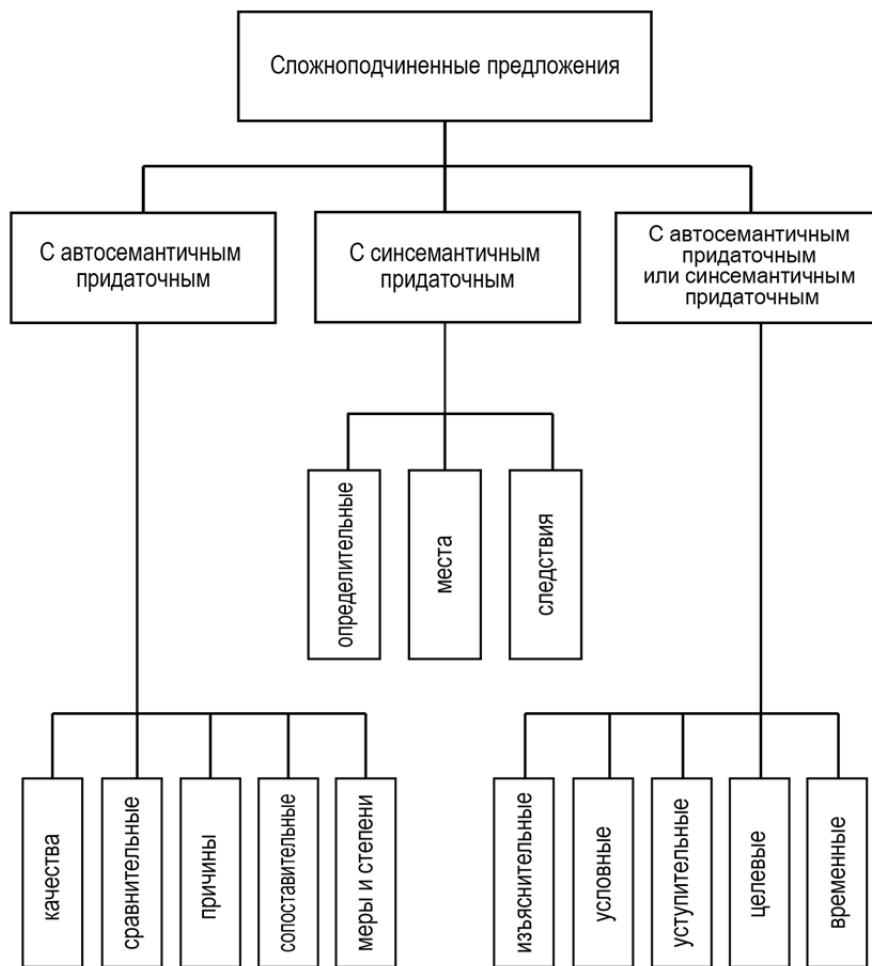 Сложноподчиненные предложения
С автосемантичным
придаточным
С синсемантичным
придаточным
С автосемантичным
придаточным
или синсемантичным
придаточным
определительные
места
следствия
качества
сравнительные
причины
сопоставительные
меры и степени
изъяснительные
условные
уступительные
целевые
временные